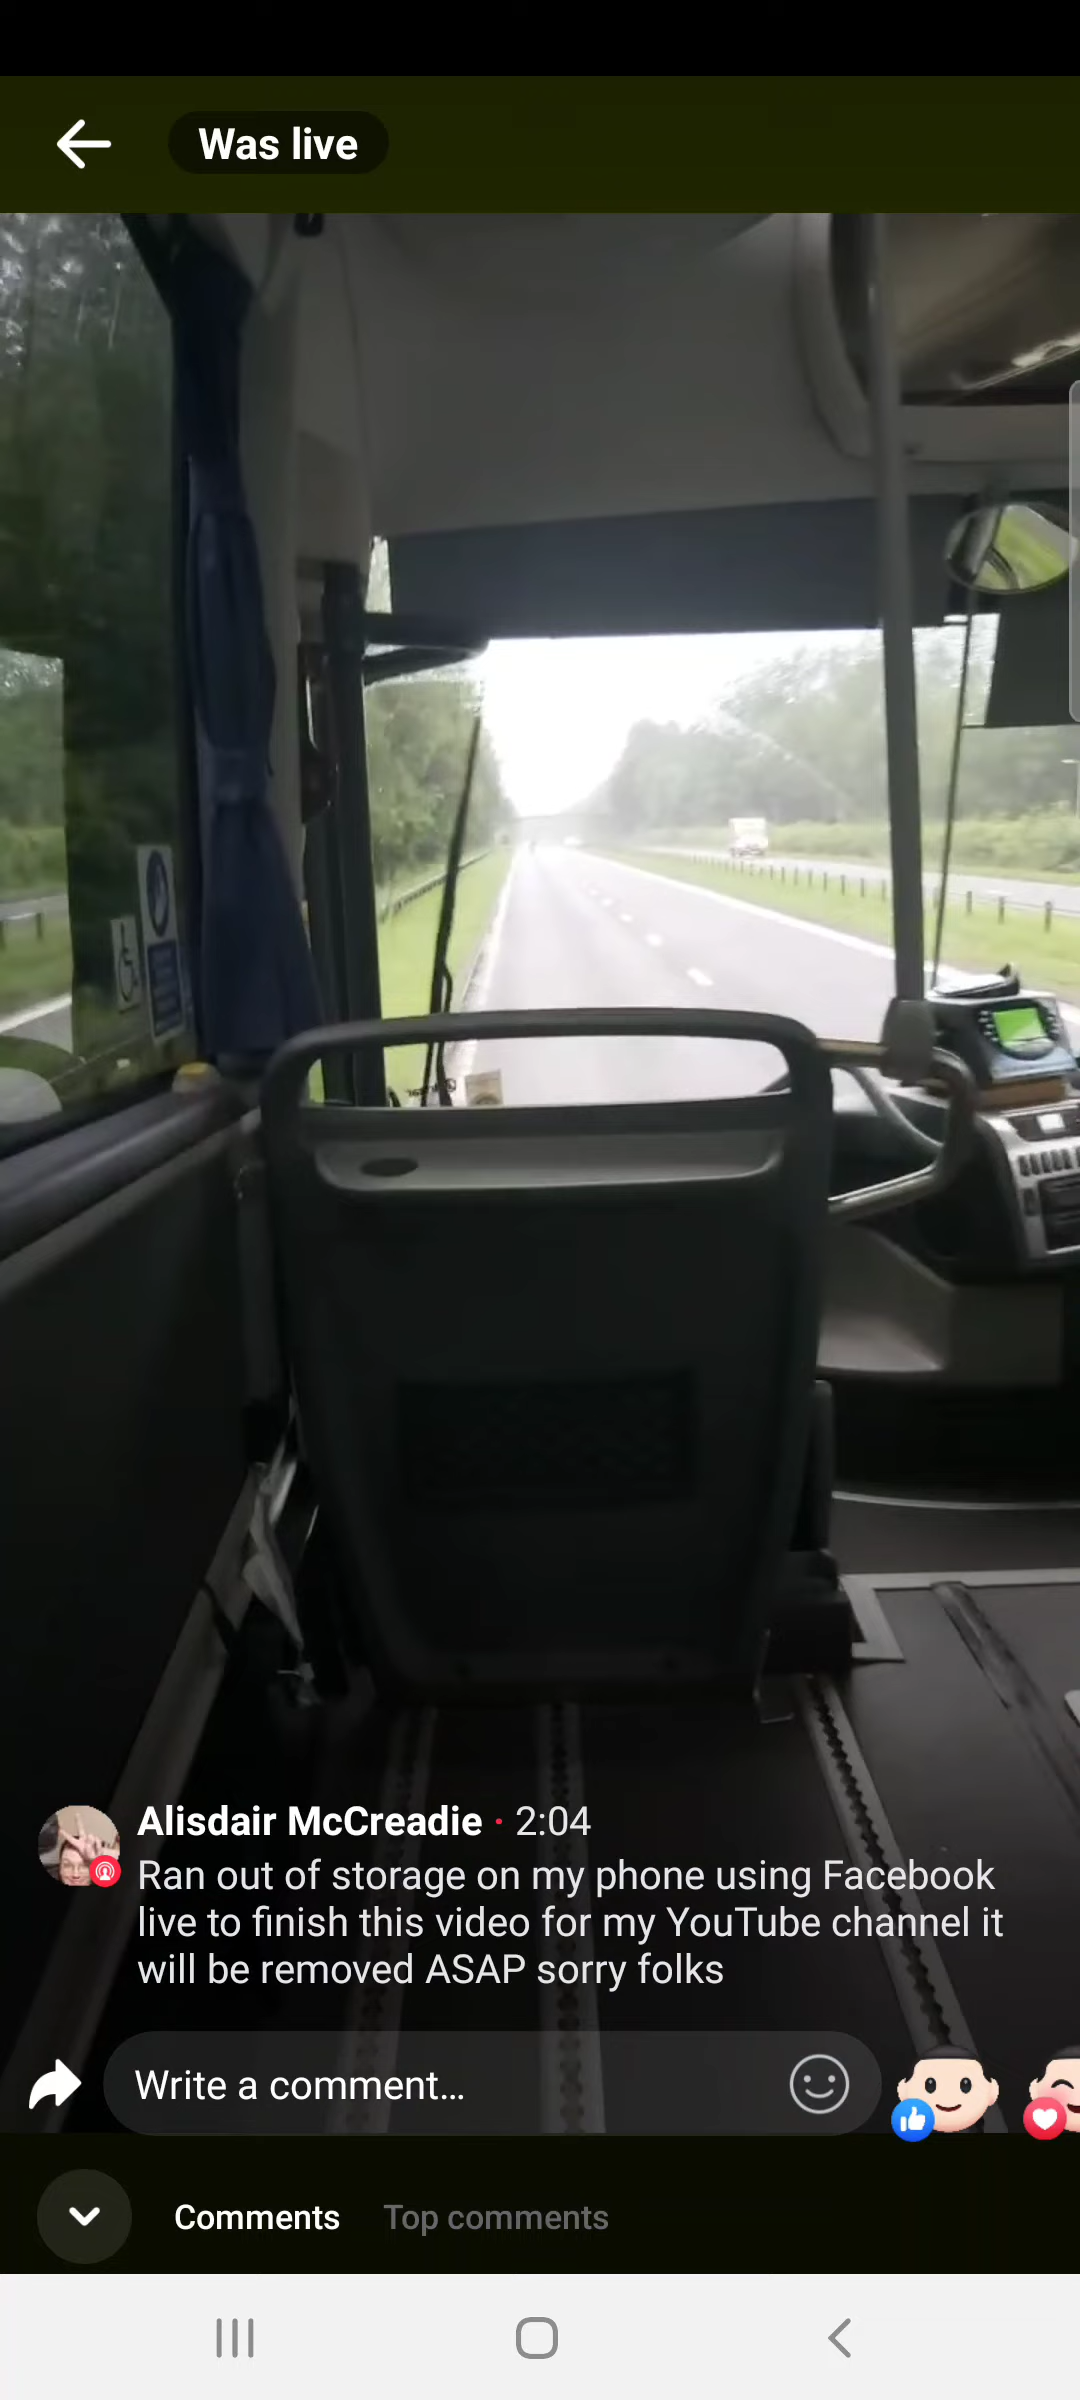 Was live
Alisdair McCreadie · 2:04
Ran out of storage on my phone using Facebook
live to finish this video for my YouTube channel it
will be removed ASAP sorry folks
Write a comment...
Comments Top comments